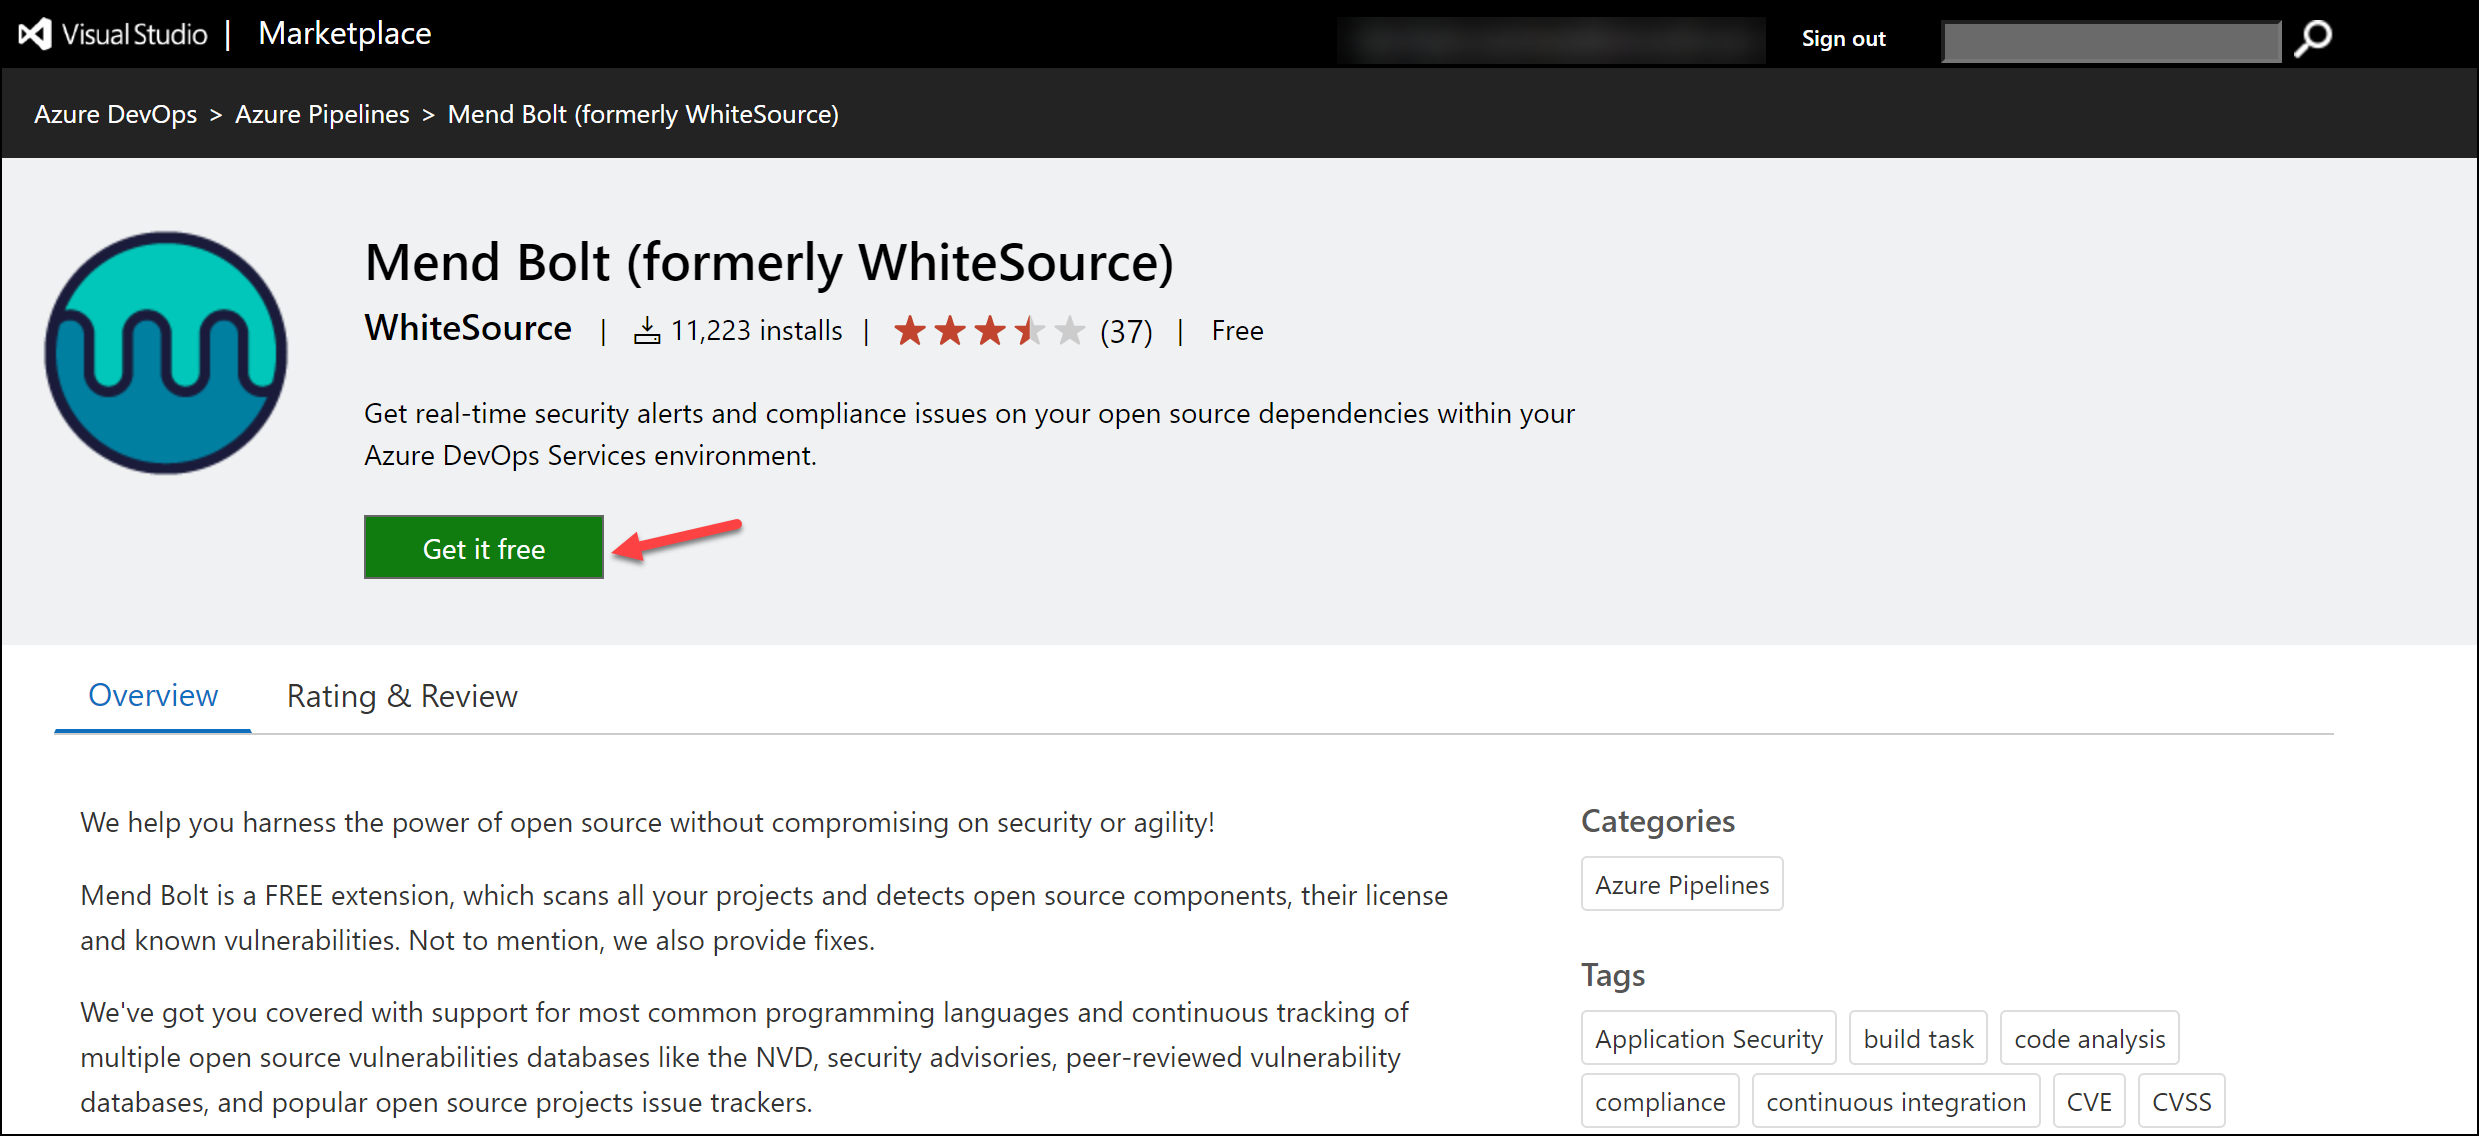 Visual Studio | Marketplace
Sign out
Azure DevOps > Azure Pipelines > Mend Bolt (formerly WhiteSource)
Mend Bolt (formerly WhiteSource)
WhiteSource | 11,223 installs | (37) | Free
Get real-time security alerts and compliance issues on your open source dependencies within your
Azure DevOps Services environment.
Get it free
Overview Rating & Review
We help you harness the power of open source without compromising on security or agility!
Mend Bolt is a FREE extension, which scans all your projects and detects open source components, their license
and known vulnerabilities. Not to mention, we also provide fixes.
We've got you covered with support for most common programming languages and continuous tracking of
multiple open source vulnerabilities databases like the NVD, security advisories, peer-reviewed vulnerability
databases, and popular open source projects issue trackers.
Categories
Azure Pipelines
Tags
Application Security build task code analysis
compliance continuous integration CVE CVSS